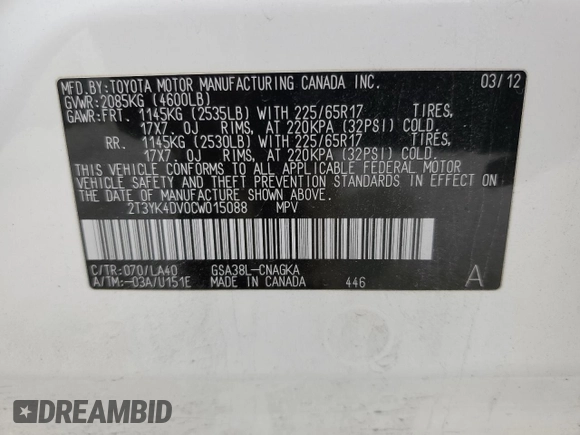 MFD.BY:TOYOTA MOTOR MANUFACTURING CANADA INC. 03/12
GVWR:2085KG (4600LB)
GAWR:FRT. 1145KG (2535LB) WITH 225/65R17 TIRES,
17X7.0J RIMS, AT 220KPA (32PSI) COLD.
RR. 1145KG (2530LB) WITH 225/65R17 TIRES,
17X7.0J RIMS, AT 220KPA (32PSI) COLD.
THIS VEHICLE CONFORMS TO ALL APPLICABLE FEDERAL MOTOR
VEHICLE SAFETY AND THEFT PREVENTION STANDARDS IN EFFECT ON
THE DATE OF MANUFACTURE SHOWN ABOVE.
2T3YK4DV0CW015088 MPV
C/TR:070/LA40 GSA38L-CNAGKA A
A/TM:-03A/U151E MADE IN CANADA 446
DREAMBID